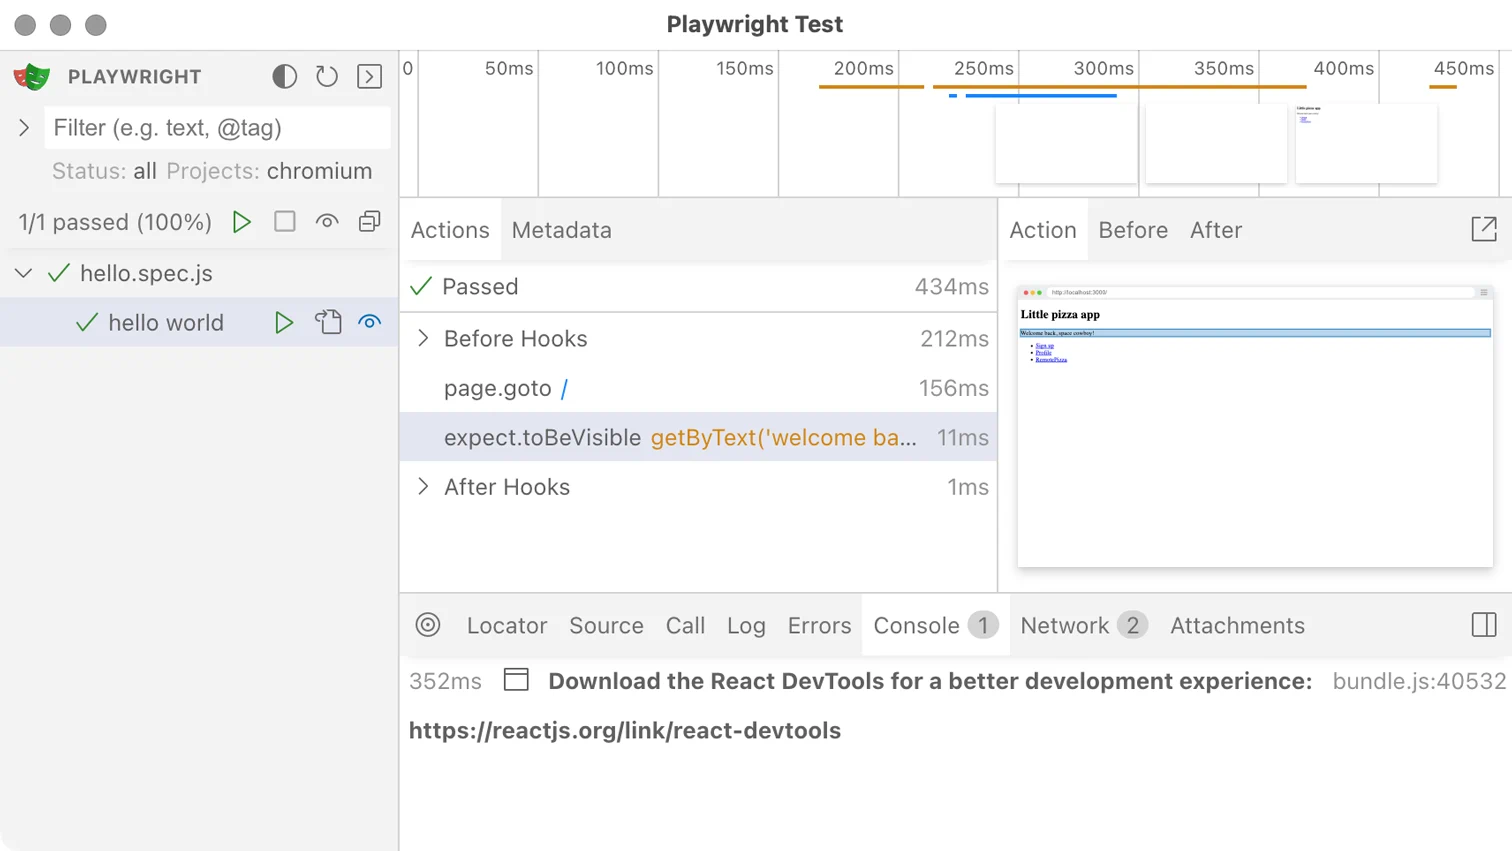 Playwright Test
PLAYWRIGHT
Filter (e.g. text, @tag)
Status: all Projects: chromium
1/1 passed (100%)
hello.spec.js
hello world
0 50ms 100ms 150ms 200ms 250ms 300ms 350ms 400ms 450ms
Little pizza app
Actions Metadata
Passed 434ms
Before Hooks 212ms
page.goto / 156ms
expect.toBeVisible getByText('welcome ba... 11ms
After Hooks 1ms
Action Before After
http://localhost:3099/
Little pizza app
Welcome back, space cowboy!
Sign up
Profile
RemotePizza
Locator Source Call Log Errors Console 1 Network 2 Attachments
352ms Download the React DevTools for a better development experience: bundle.js:40532
https://reactjs.org/link/react-devtools